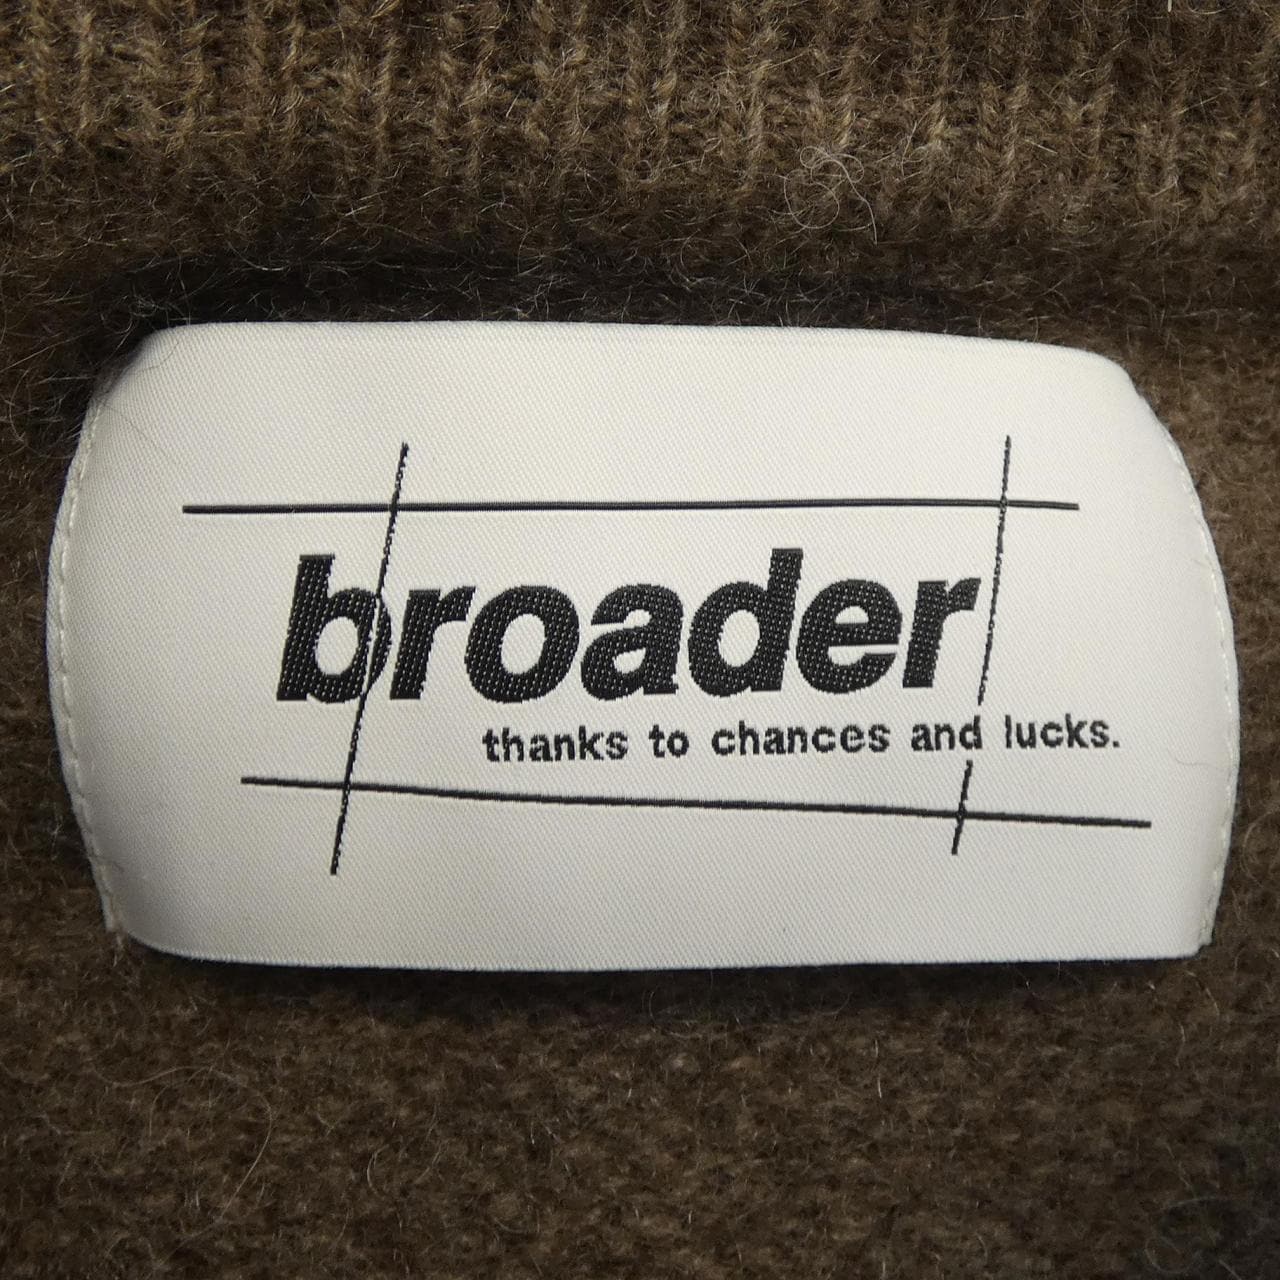 broader
thanks to chances and lucks.